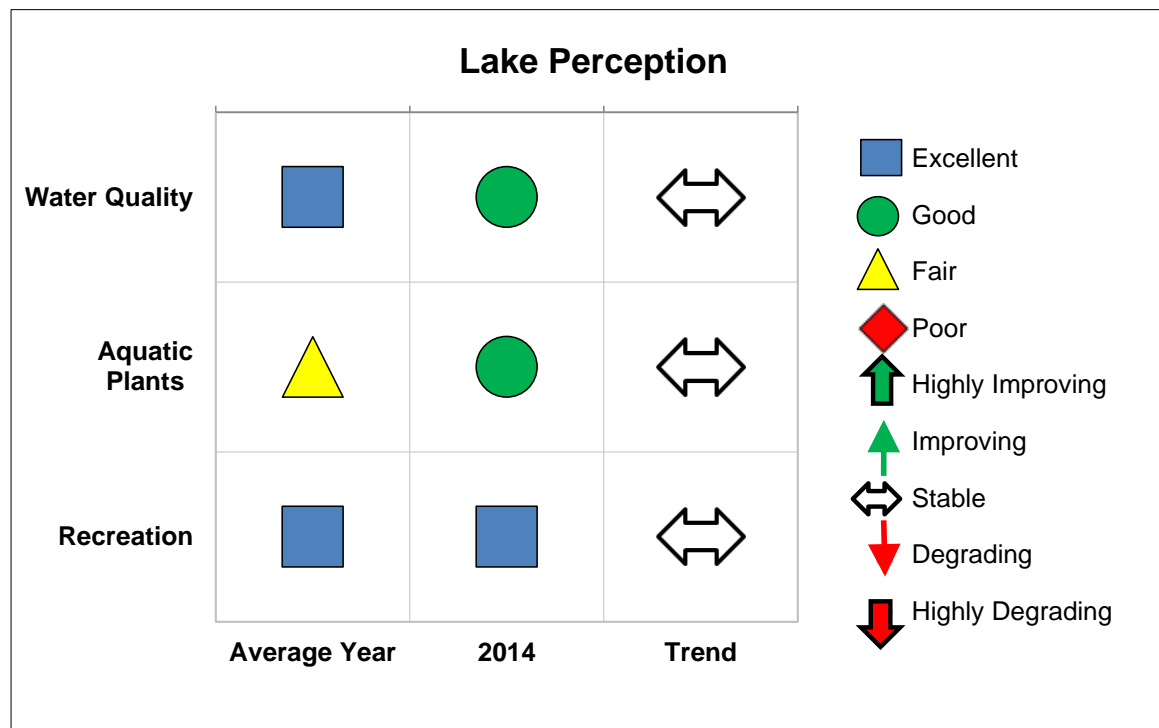 Lake Perception
Water Quality
Aquatic
Plants
Recreation
Average Year
2014
Trend
Excellent
Good
Fair
Poor
Highly Improving
Improving
Stable
Degrading
Highly Degrading